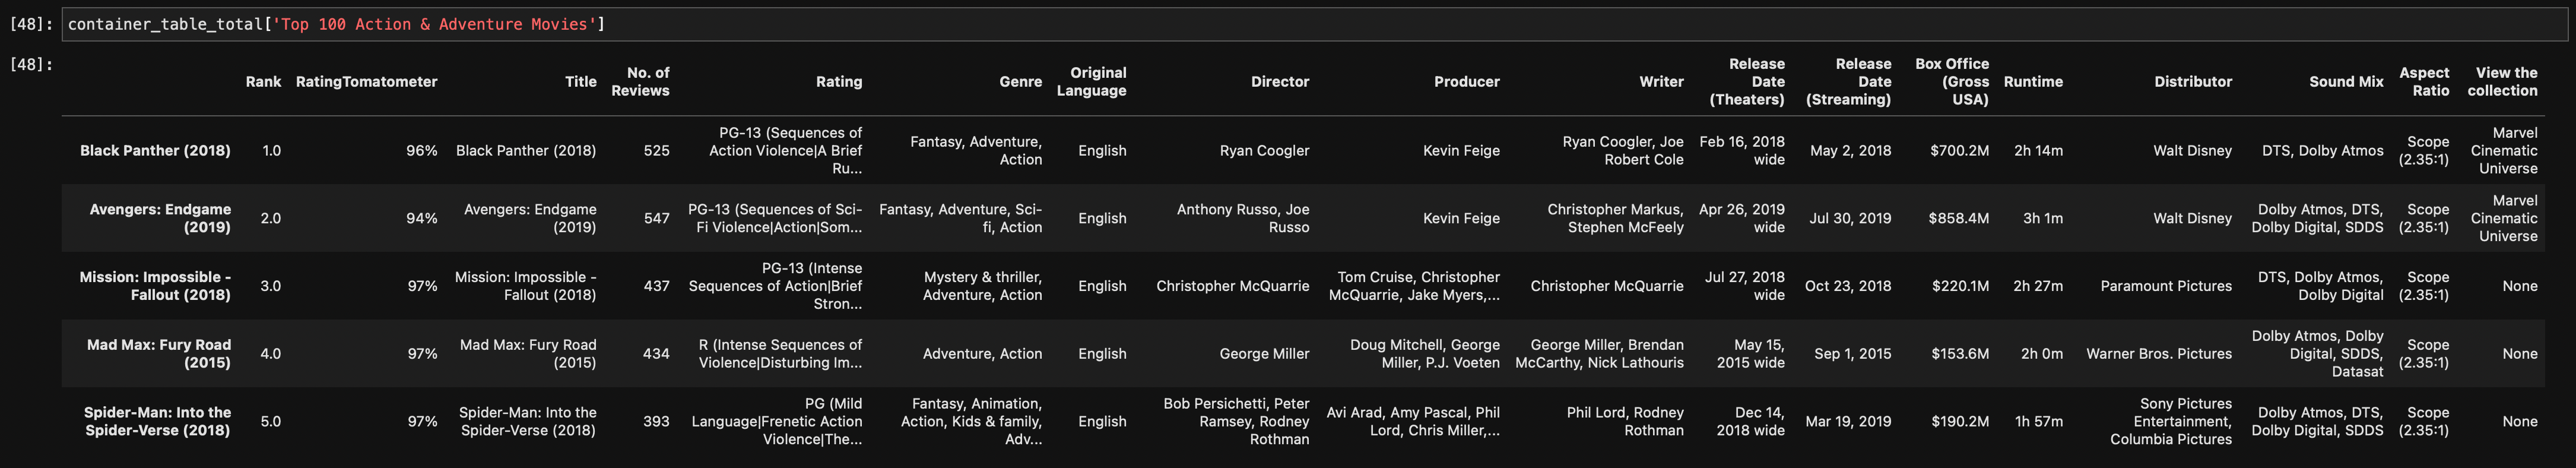 [48]: container_table_total['Top 100 Action & Adventure Movies']
[48]:
Rank RatingTomatometer Title No. of Reviews Rating Genre Original Language Director Producer Writer Release Date (Theaters) Release Date (Streaming) Box Office (Gross USA) Runtime Distributor Sound Mix Aspect Ratio View the collection
Black Panther (2018) 1.0 96% Black Panther (2018) 525 PG-13 (Sequences of Action Violence|A Brief Ru... Fantasy, Adventure, Action English Ryan Coogler Kevin Feige Ryan Coogler, Joe Robert Cole Feb 16, 2018 wide May 2, 2018 $700.2M 2h 14m Walt Disney DTS, Dolby Atmos Scope (2.35:1) Marvel Cinematic Universe
Avengers: Endgame (2019) 2.0 94% Avengers: Endgame (2019) 547 PG-13 (Sequences of Sci-Fi Violence|Action|Som... Fantasy, Adventure, Sci-fi, Action English Anthony Russo, Joe Russo Kevin Feige Christopher Markus, Stephen McFeely Apr 26, 2019 wide Jul 30, 2019 $858.4M 3h 1m Walt Disney Dolby Atmos, DTS, Dolby Digital, SDDS Scope (2.35:1) Marvel Cinematic Universe
Mission: Impossible - Fallout (2018) 3.0 97% Mission: Impossible - Fallout (2018) 437 PG-13 (Intense Sequences of Action|Brief Stron... Mystery & thriller, Adventure, Action English Christopher McQuarrie Tom Cruise, Christopher McQuarrie, Jake Myers,... Christopher McQuarrie Jul 27, 2018 wide Oct 23, 2018 $220.1M 2h 27m Paramount Pictures DTS, Dolby Atmos, Dolby Digital Scope (2.35:1) None
Mad Max: Fury Road (2015) 4.0 97% Mad Max: Fury Road (2015) 434 R (Intense Sequences of Violence|Disturbing Im... Adventure, Action English George Miller Doug Mitchell, George Miller, P.J. Voeten George Miller, Brendan McCarthy, Nick Lathouris May 15, 2015 wide Sep 1, 2015 $153.6M 2h 0m Warner Bros. Pictures Dolby Atmos, Dolby Digital, SDDS, Datasat Scope (2.35:1) None
Spider-Man: Into the Spider-Verse (2018) 5.0 97% Spider-Man: Into the Spider-Verse (2018) 393 PG (Mild Language|Frenetic Action Violence|The... Fantasy, Animation, Action, Kids & family, Adv... English Bob Persichetti, Peter Ramsey, Rodney Rothman Avi Arad, Amy Pascal, Phil Lord, Chris Miller,... Phil Lord, Rodney Rothman Dec 14, 2018 wide Mar 19, 2019 $190.2M 1h 57m Sony Pictures Entertainment, Columbia Pictures Dolby Atmos, DTS, Dolby Digital, SDDS Scope (2.35:1) None